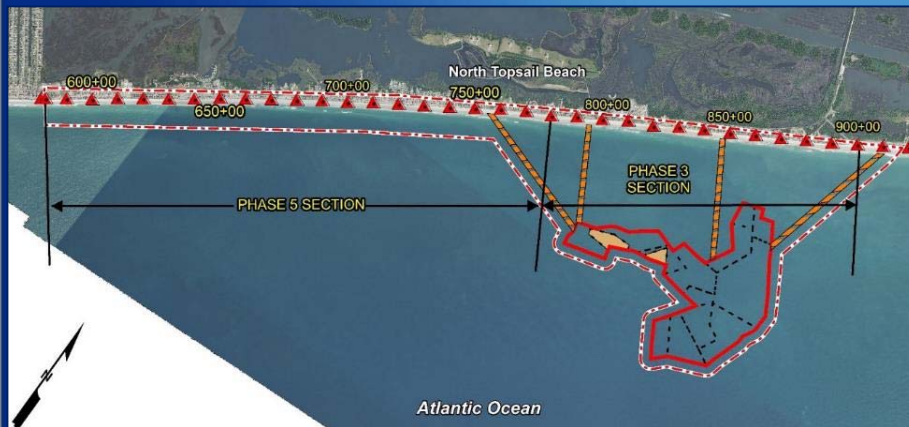 North Topsail Beach
600+00
650+00
700+00
750+00
800+00
850+00
900+00
PHASE 5 SECTION
PHASE 3
SECTION
N
Atlantic Ocean